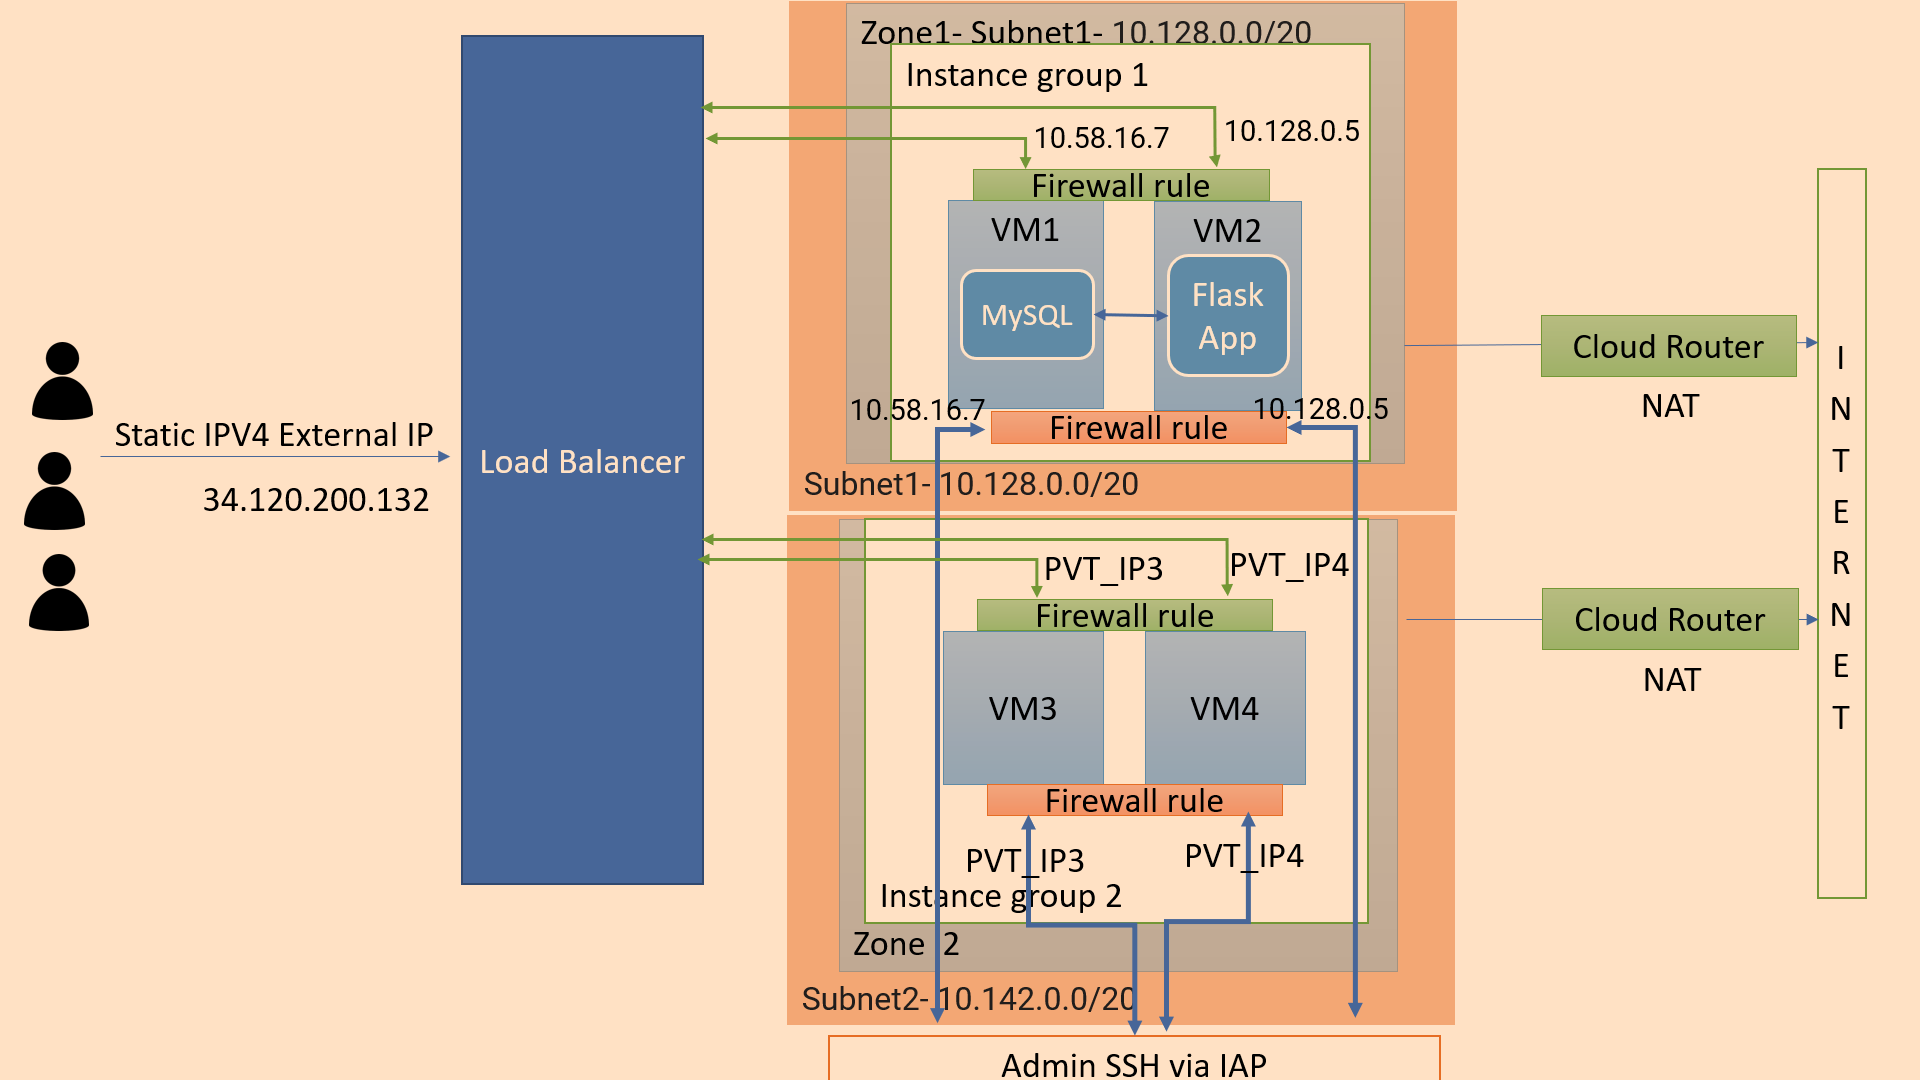 Static IPV4 External IP
34.120.200.132
Load Balancer
Zone1- Subnet1- 10.128.0.0/20
Instance group 1
10.58.16.7
10.128.0.5
Firewall rule
VM1
VM2
MySQL
Flask
App
10.58.16.7
10.128.0.5
Firewall rule
Subnet1- 10.128.0.0/20
PVT_IP3
PVT_IP4
Firewall rule
VM3
VM4
Firewall rule
PVT_IP3
PVT_IP4
Instance group 2
Zone 2
Subnet2- 10.142.0.0/20
Admin SSH via IAP
Cloud Router
NAT
Cloud Router
NAT
I
N
T
E
R
N
E
T